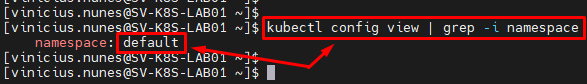 [vinicius.nunes@SV-K8S-LAB01 ~]$
[vinicius.nunes@SV-K8S-LAB01 ~]$ kubectl config view | grep -i namespace
namespace: default
[vinicius.nunes@SV-K8S-LAB01 ~]$
[vinicius.nunes@SV-K8S-LAB01 ~]$